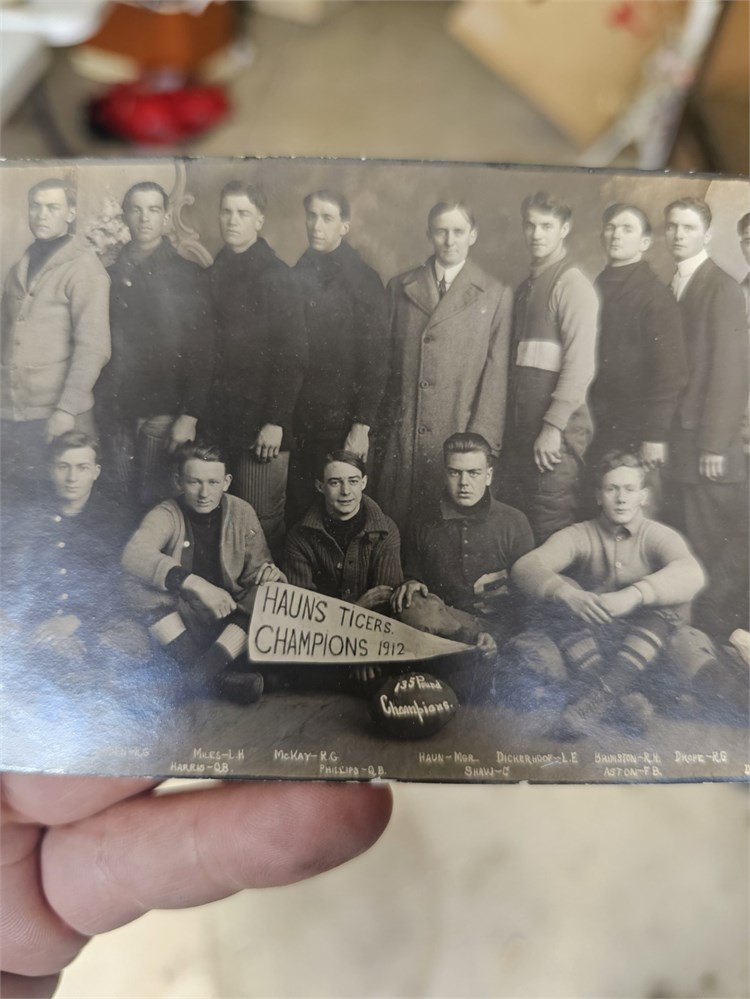 HAUNS TIGERS.
CHAMPIONS 1912
135 Pound
Champions.
MILES-L.H McKAY-R.G HAUN-MGR. DICKERHOOF-L.E BRINSTON-R.H. DROPE-R.G
HARRIS-Q.B. PHILLIPS-Q.B. SHAW-C ASTON-F.B.